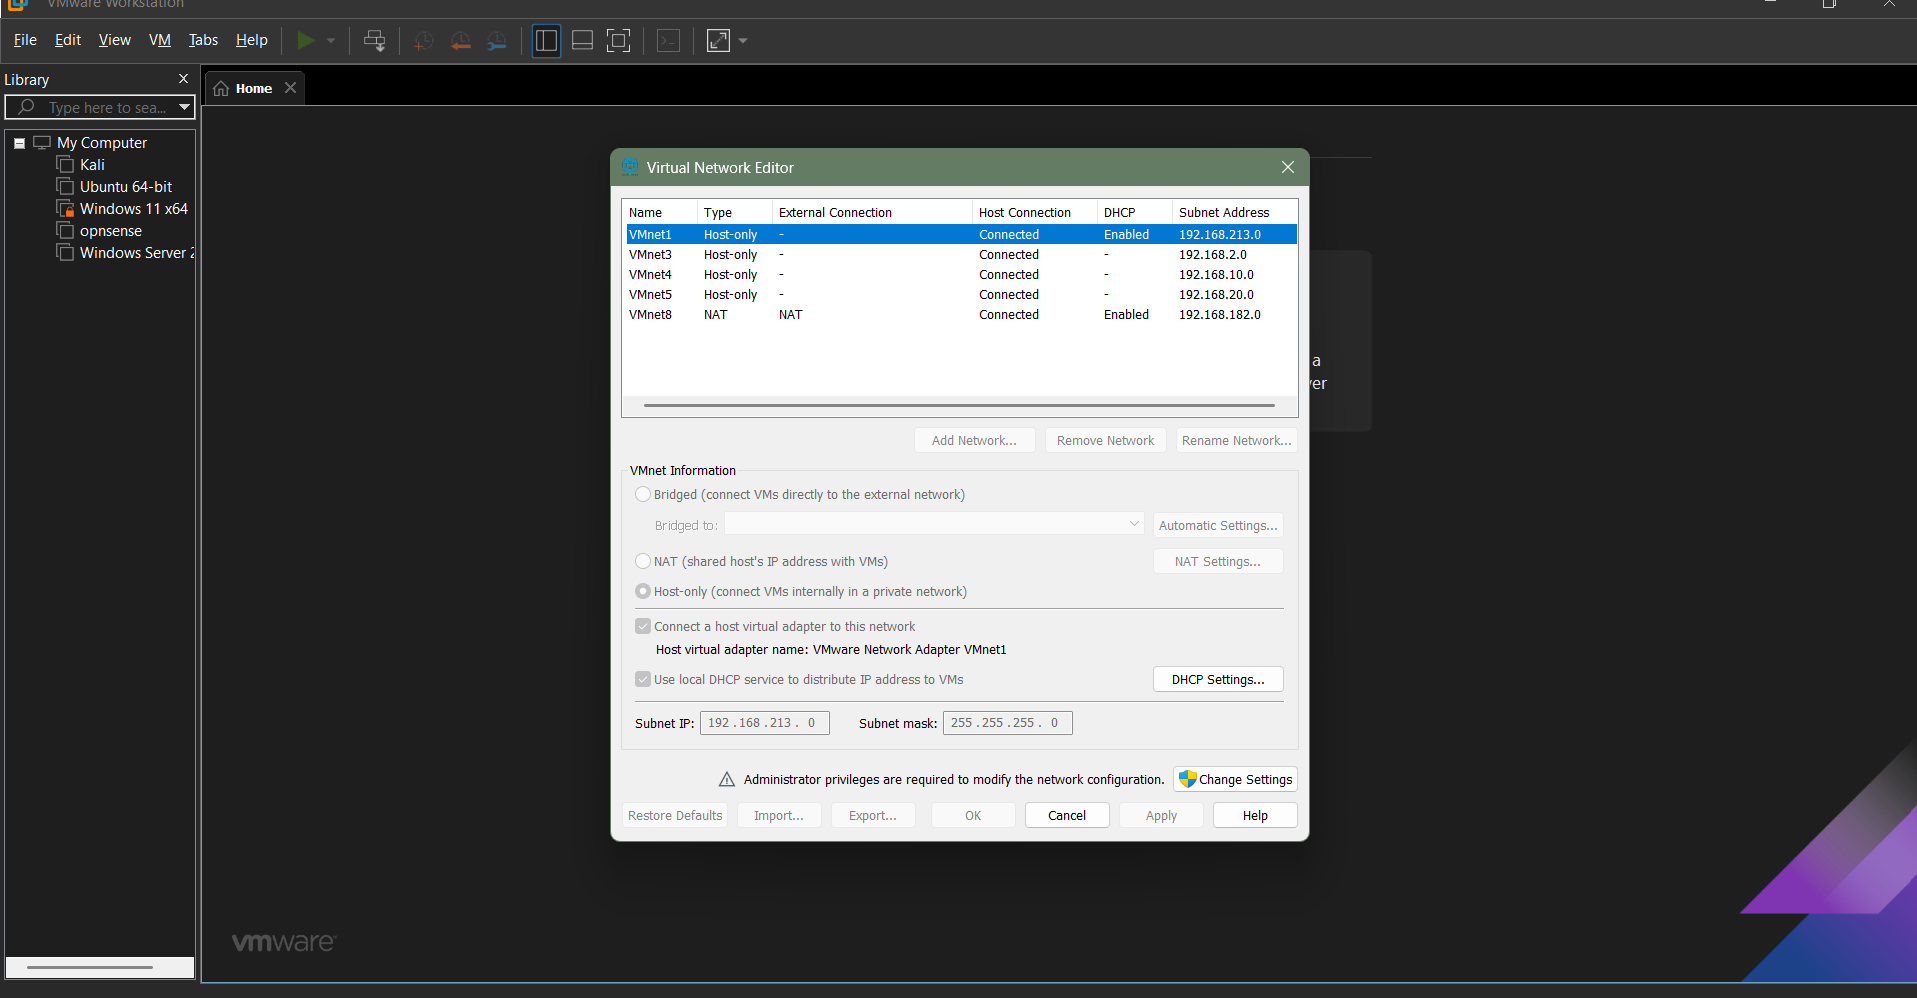 VMware Workstation
File Edit View VM Tabs Help
Library
Home
Type here to sea...
My Computer
Kali
Ubuntu 64-bit
Windows 11 x64
opnsense
Windows Server
Virtual Network Editor
Name Type External Connection Host Connection DHCP Subnet Address
VMnet1 Host-only - Connected Enabled 192.168.213.0
VMnet3 Host-only - Connected - 192.168.2.0
VMnet4 Host-only - Connected - 192.168.10.0
VMnet5 Host-only - Connected - 192.168.20.0
VMnet8 NAT NAT Connected Enabled 192.168.182.0
a
Add Network... Remove Network Rename Network...
VMnet Information
Bridged (connect VMs directly to the external network)
Bridged to: Automatic Settings...
NAT (shared host's IP address with VMs) NAT Settings...
Host-only (connect VMs internally in a private network)
Connect a host virtual adapter to this network
Host virtual adapter name: VMware Network Adapter VMnet1
Use local DHCP service to distribute IP address to VMs DHCP Settings...
Subnet IP: 192 . 168 . 213 . 0 Subnet mask: 255 . 255 . 255 . 0
Administrator privileges are required to modify the network configuration. Change Settings
Restore Defaults Import... Export... OK Cancel Apply Help
vmware